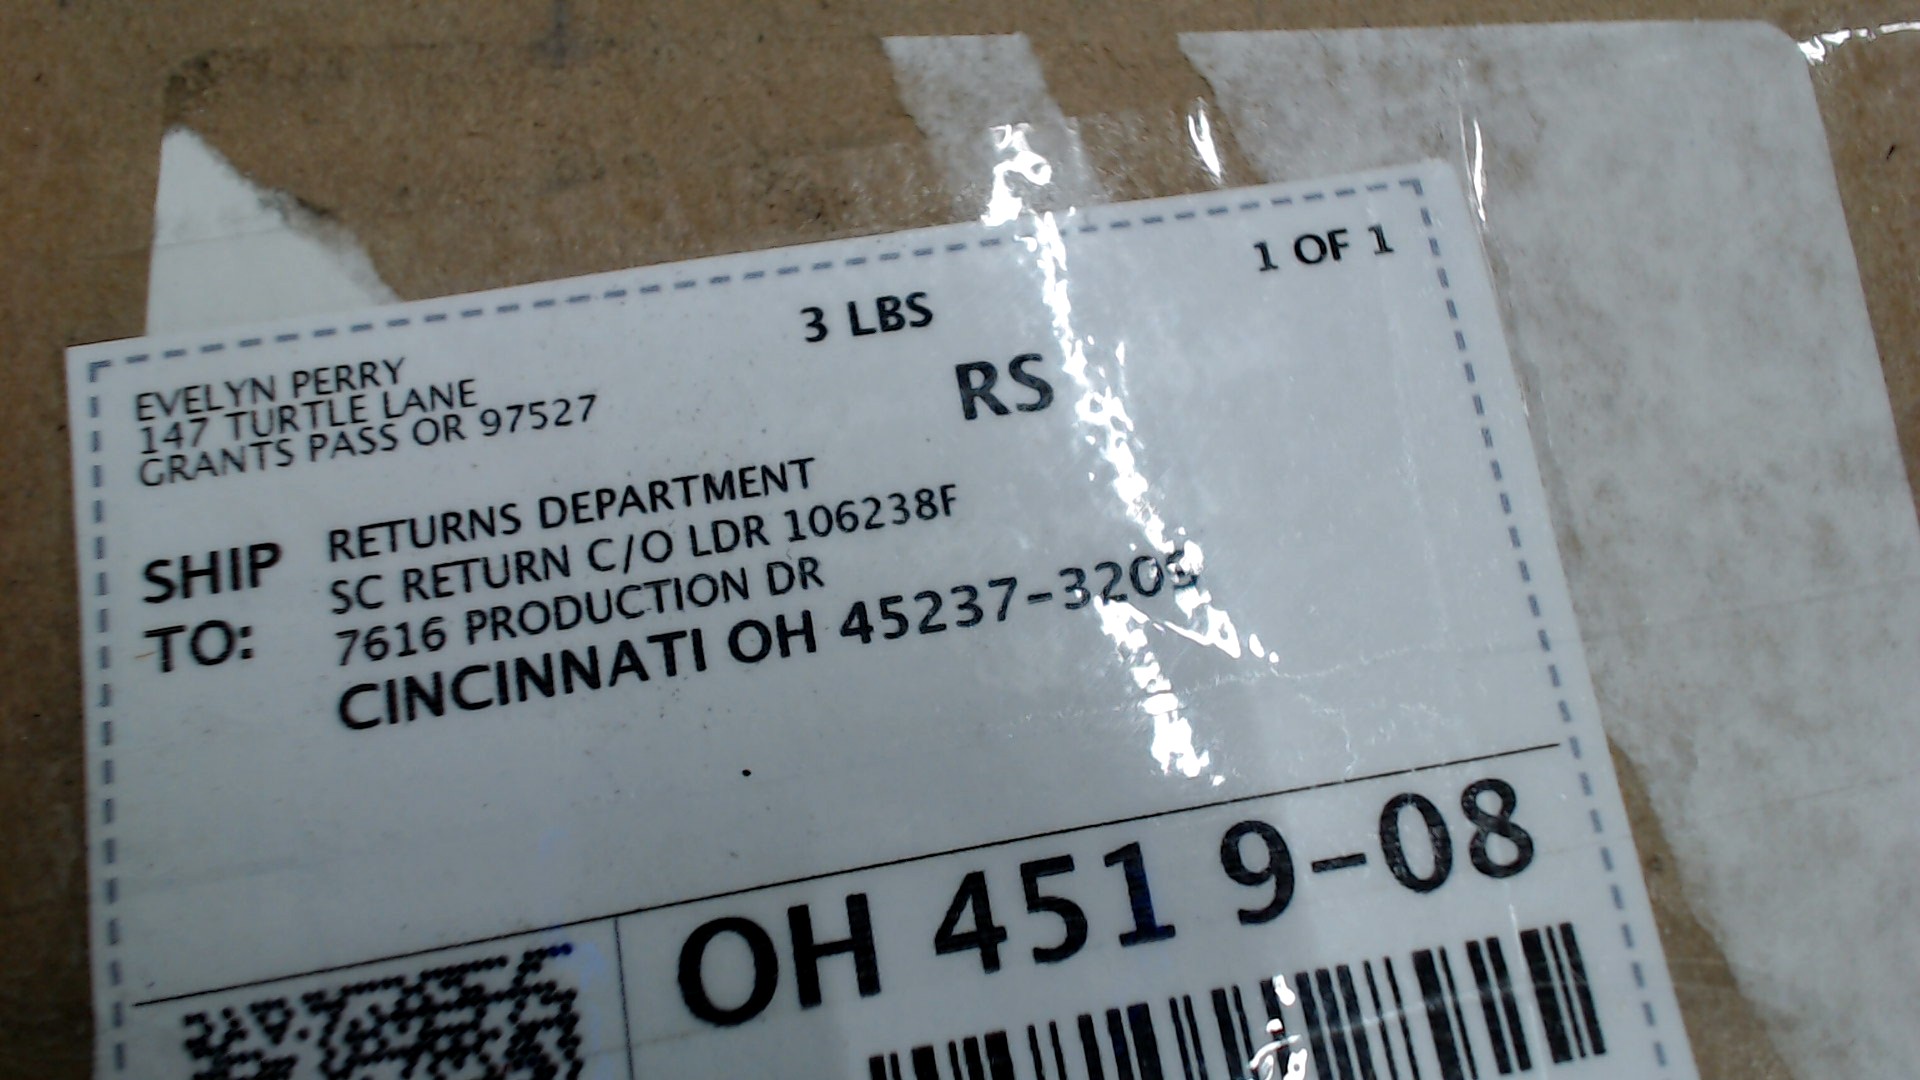 1 OF 1
3 LBS
RS
EVELYN PERRY
147 TURTLE LANE
GRANTS PASS OR 97527
SHIP TO:
RETURNS DEPARTMENT
SC RETURN C/O LDR 106238F
7616 PRODUCTION DR
CINCINNATI OH
OH 451 9-08